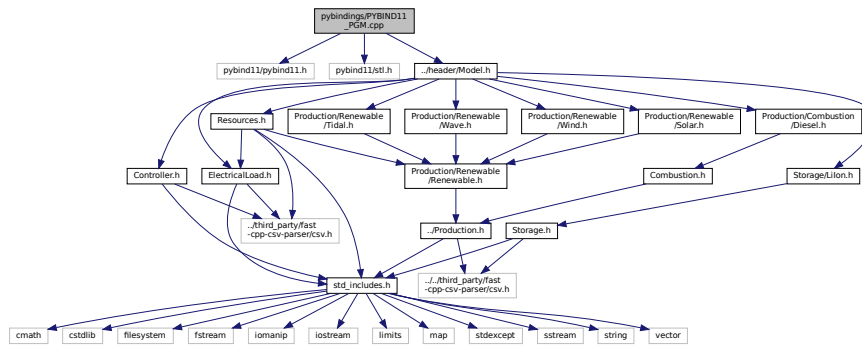 pybindings/PYBIND11
_PGM.cpp
pybind11/pybind11.h
pybind11/stl.h
../header/Model.h
Resources.h
Production/Renewable
/Tidal.h
Production/Renewable
/Wave.h
Production/Renewable
/Wind.h
Production/Renewable
/Solar.h
Production/Combustion
/Diesel.h
Controller.h
ElectricalLoad.h
Production/Renewable
/Renewable.h
Combustion.h
Storage/LiIon.h
../third_party/fast
-cpp-csv-parser/csv.h
../Production.h
Storage.h
../../third_party/fast
-cpp-csv-parser/csv.h
std_includes.h
cmath
cstdlib
filesystem
fstream
iomanip
iostream
limits
map
stdexcept
sstream
string
vector